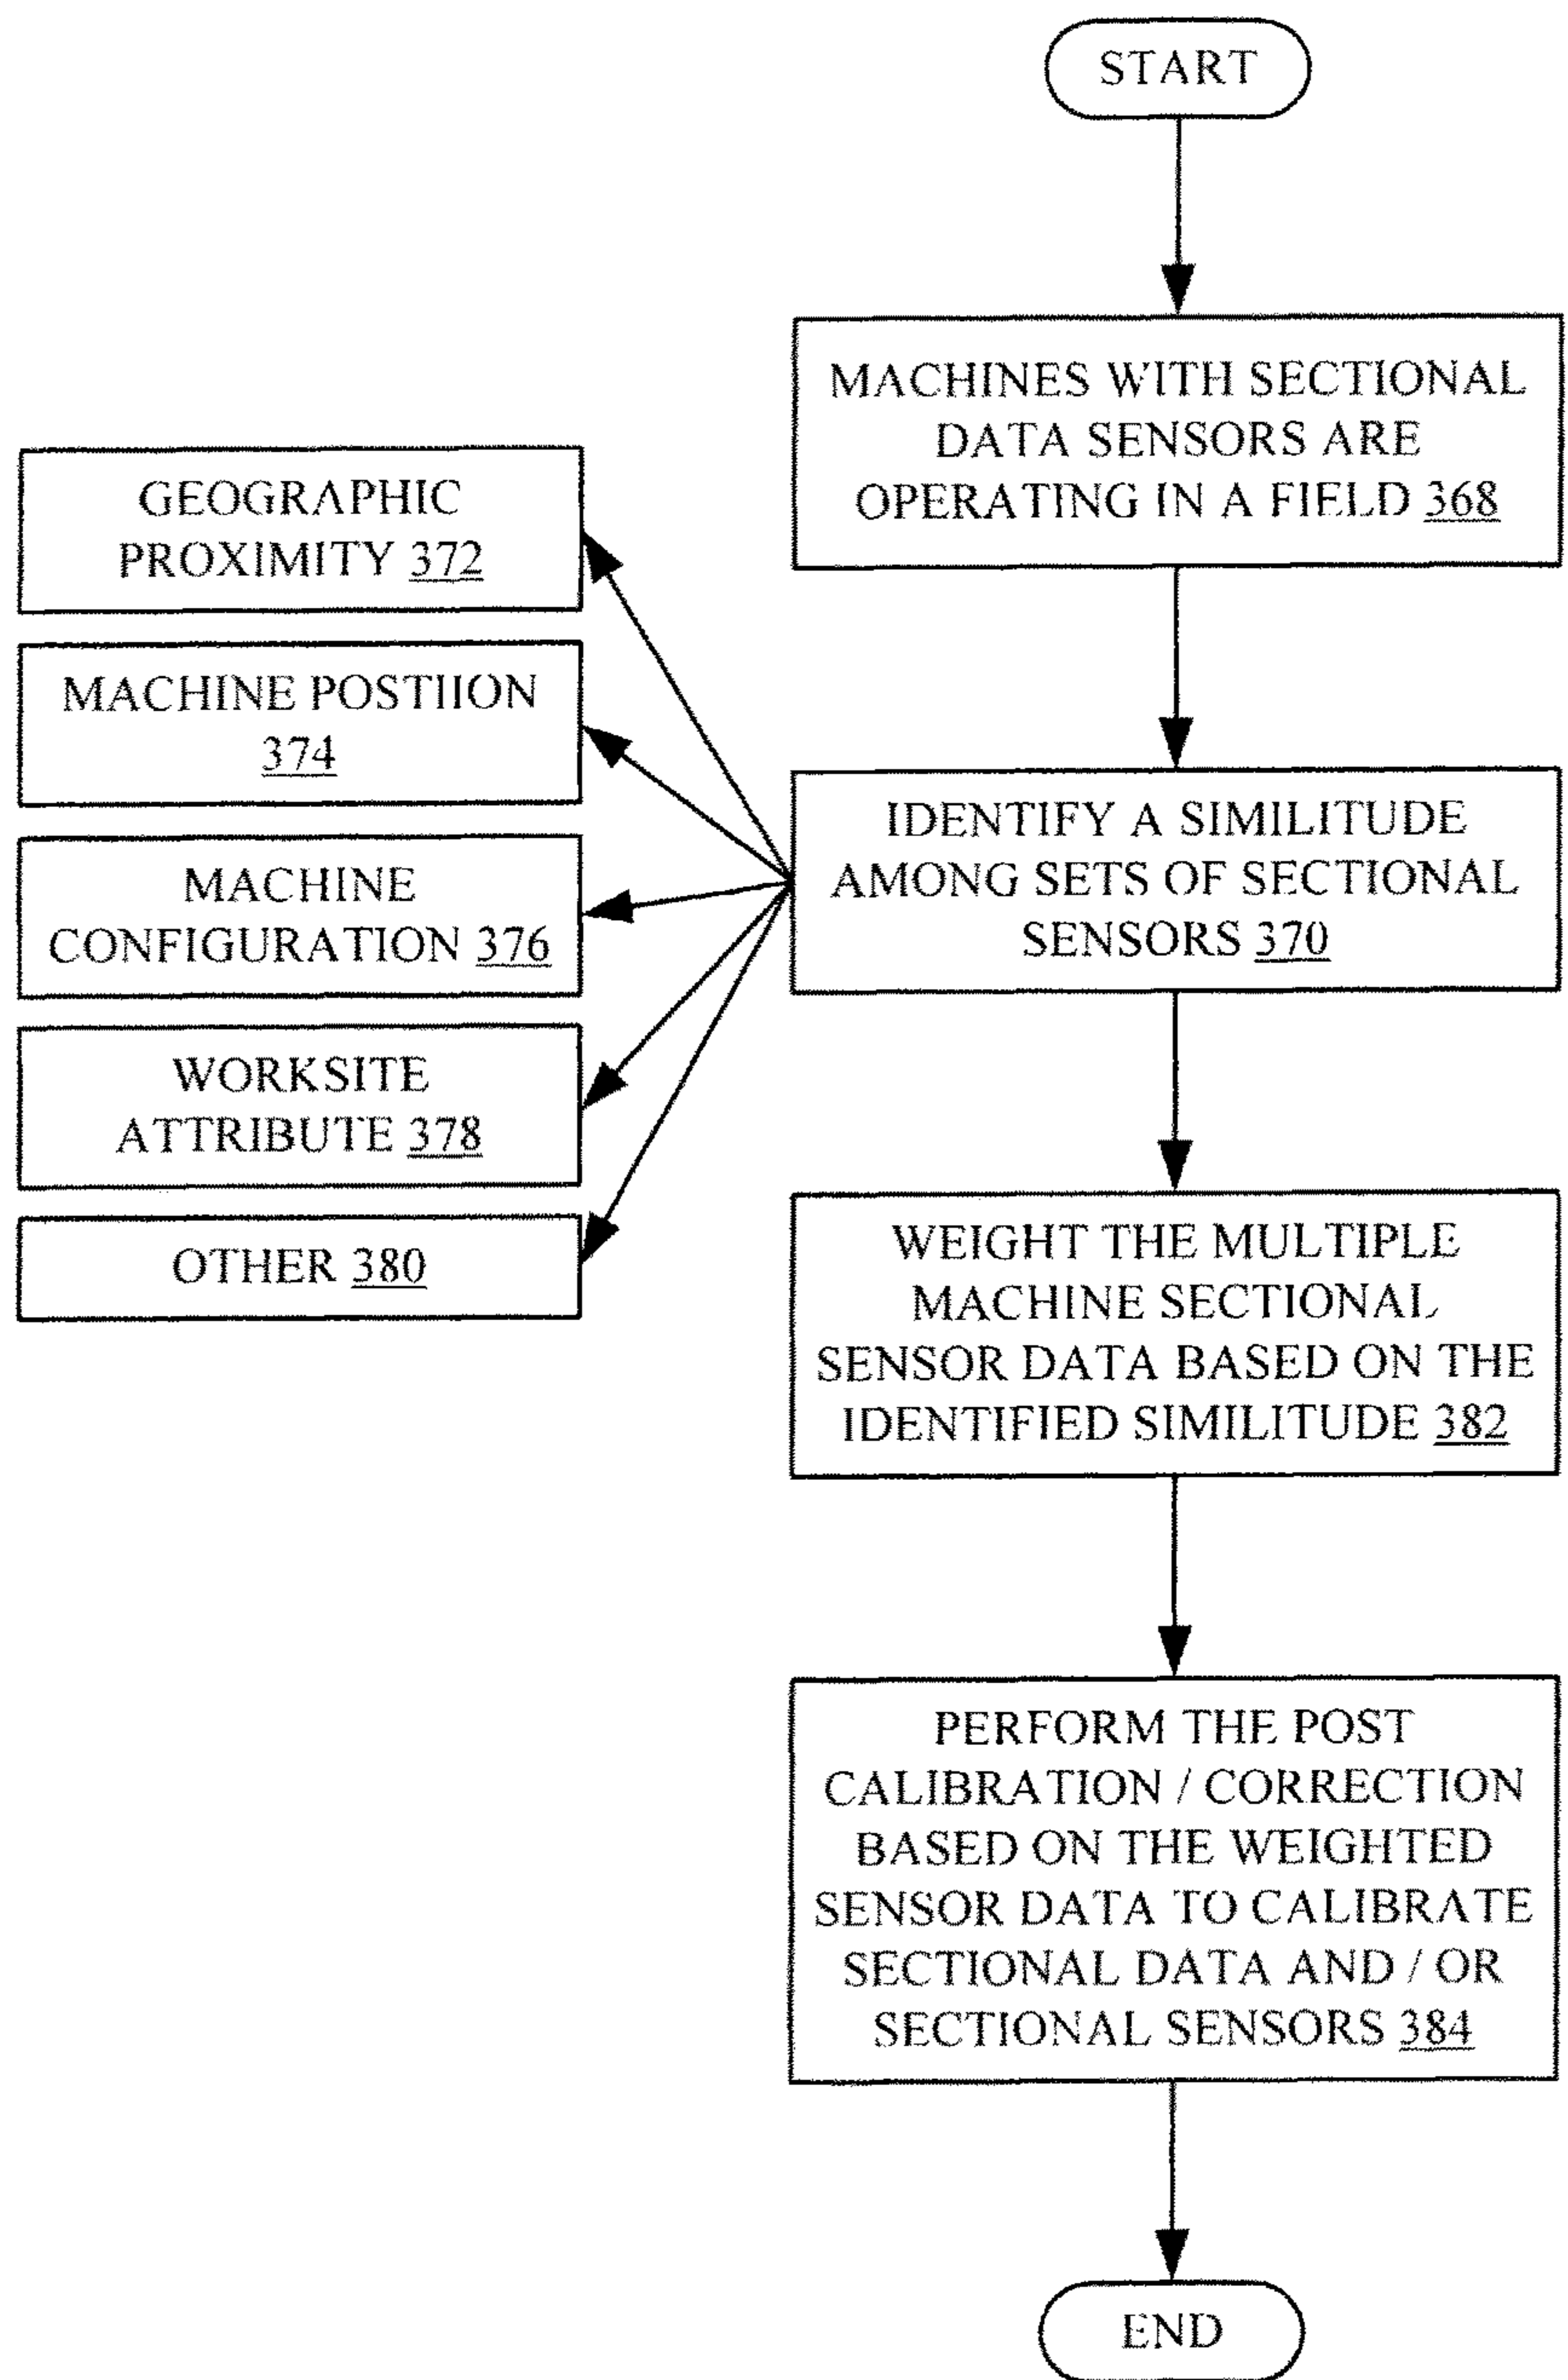 START
MACHINES WITH SECTIONAL
DATA SENSORS ARE
OPERATING IN A FIELD 368
GEOGRAPHIC
PROXIMITY 372
MACHINE POSTIION
374
MACHINE
CONFIGURATION 376
WORKSITE
ATTRIBUTE 378
OTHER 380
IDENTIFY A SIMILITUDE
AMONG SETS OF SECTIONAL
SENSORS 370
WEIGHT THE MULTIPLE
MACHINE SECTIONAL
SENSOR DATA BASED ON THE
IDENTIFIED SIMILITUDE 382
PERFORM THE POST
CALIBRATION / CORRECTION
BASED ON THE WEIGHTED
SENSOR DATA TO CALIBRATE
SECTIONAL DATA AND / OR
SECTIONAL SENSORS 384
END